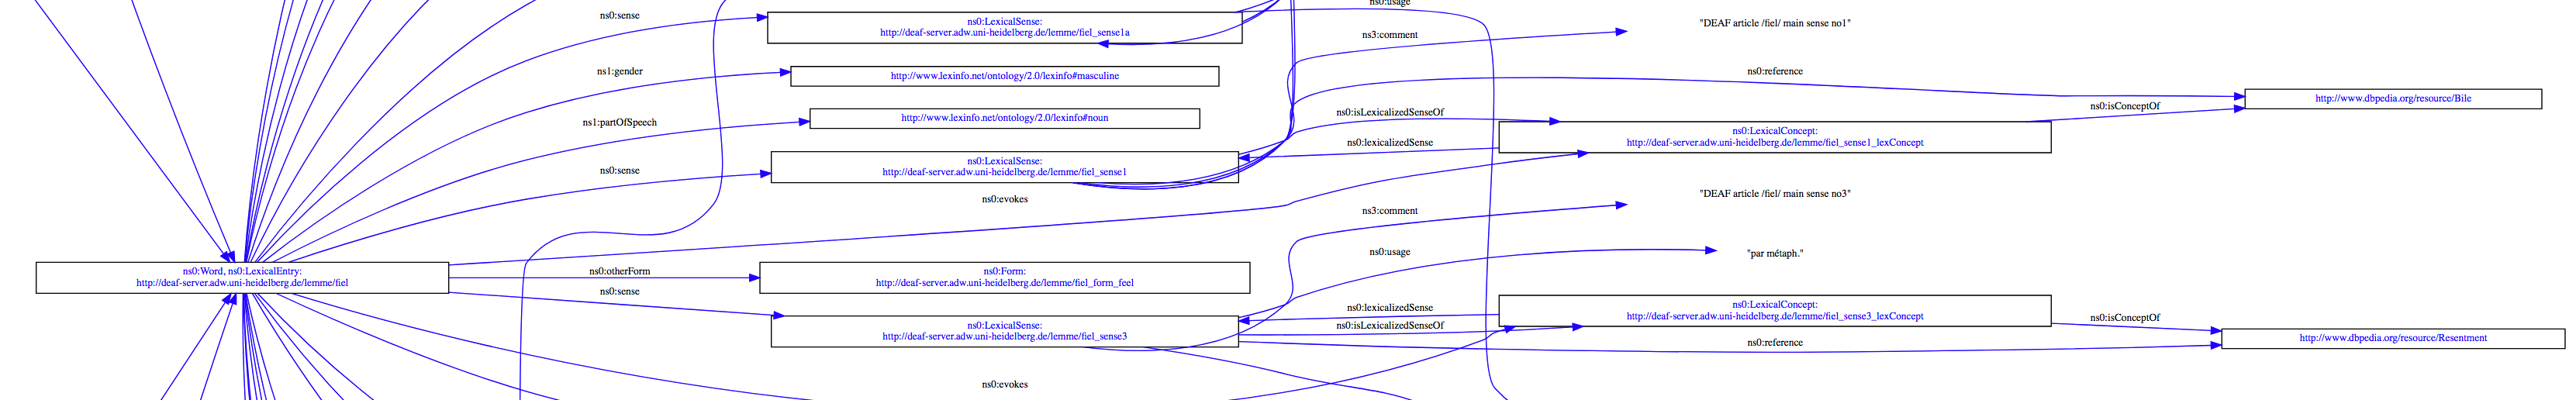 ns0:usage
ns0:sense
ns0:LexicalSense:
http://deaf-server.adw.uni-heidelberg.de/lemme/fiel_sense1a
"DEAF article /fiel/ main sense no1"
ns3:comment
ns1:gender
http://www.lexinfo.net/ontology/2.0/lexinfo#masculine
ns0:reference
http://www.dbpedia.org/resource/Bile
ns0:isConceptOf
ns1:partOfSpeech
http://www.lexinfo.net/ontology/2.0/lexinfo#noun
ns0:isLexicalizedSenseOf
ns0:LexicalConcept:
http://deaf-server.adw.uni-heidelberg.de/lemme/fiel_sense1_lexConcept
ns0:lexicalizedSense
ns0:sense
ns0:LexicalSense:
http://deaf-server.adw.uni-heidelberg.de/lemme/fiel_sense1
ns0:evokes
"DEAF article /fiel/ main sense no3"
ns3:comment
ns0:usage
"par métaph."
ns0:Word, ns0:LexicalEntry:
http://deaf-server.adw.uni-heidelberg.de/lemme/fiel
ns0:otherForm
ns0:Form:
http://deaf-server.adw.uni-heidelberg.de/lemme/fiel_form_feel
ns0:sense
ns0:lexicalizedSense
ns0:LexicalConcept:
http://deaf-server.adw.uni-heidelberg.de/lemme/fiel_sense3_lexConcept
ns0:isConceptOf
ns0:LexicalSense:
http://deaf-server.adw.uni-heidelberg.de/lemme/fiel_sense3
ns0:isLexicalizedSenseOf
ns0:reference
http://www.dbpedia.org/resource/Resentment
ns0:evokes